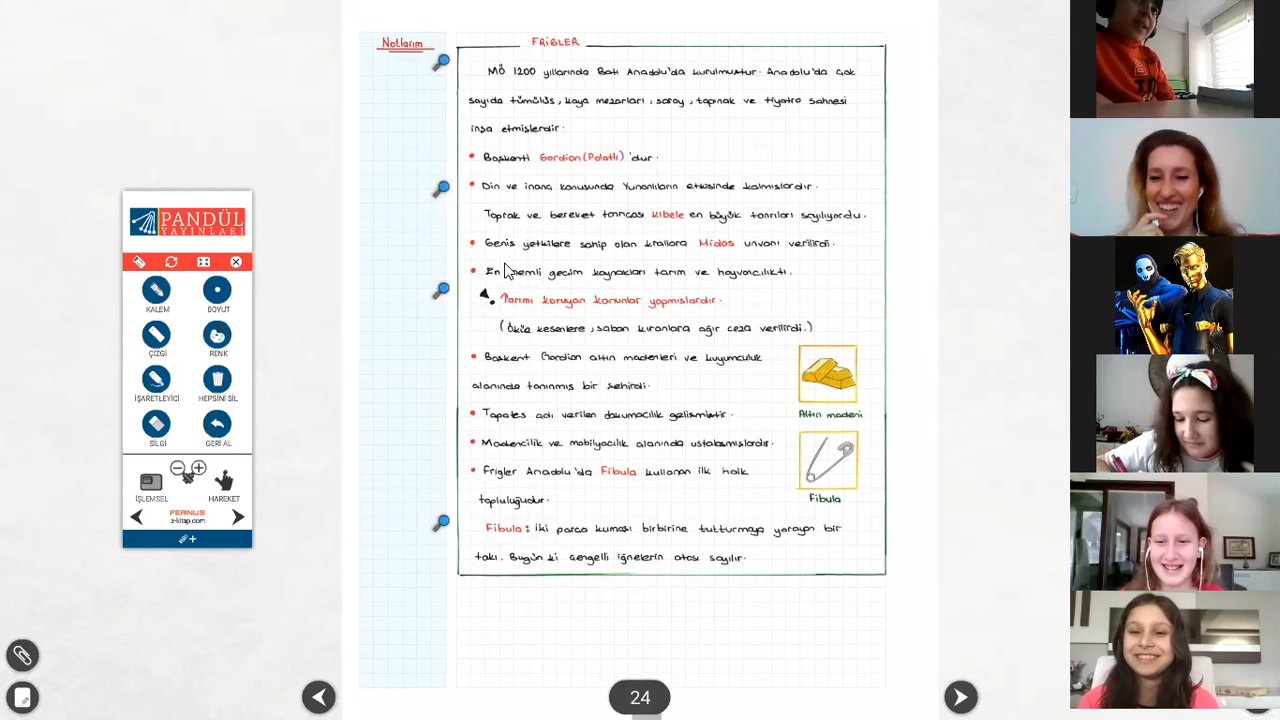 Notlarım
FRİGLER
MÖ 1200 yıllarında Batı Anadolu'da kurulmuştur. Anadolu'da çok
sayıda tümülüs, kaya mezarları, saray, tapınak ve tiyatro sahnesi
inşa etmişlerdir.
• Başkenti Gordion (Polatlı)'dur.
• Din ve inanç konusunda Yunanlıların etkisinde kalmışlardır.
Toprak ve bereket tanrıçası Kibele en büyük tanrıları sayılıyordu.
• Geniş yetkilere sahip olan krallara Midas unvanı verilirdi.
• En önemli geçim kaynakları tarım ve hayvancılıktı.
Tarımı koruyan kanunlar yapmışlardır.
(Öküz kesenlere, saban kıranlara ağır ceza verilirdi.)
• Başkent Gordion altın madenleri ve kuyumculuk
alanında tanınmış bir şehirdi.
Altın madeni
• Tapates adı verilen dokumacılık gelişmiştir.
• Madencilik ve mobilyacılık alanında ustalaşmışlardır.
• Frigler Anadolu'da Fibula kullanan ilk halk
topluluğudur.
Fibula
Fibula: iki parça kumaşı birbirine tutturmaya yarayan bir
takı. Bugün ki çengelli iğnelerin atası sayılır.
PANDÜL
YAYINLARI
KALEM
BOYUT
ÇİZGİ
RENK
İŞARETLEYİCİ
HEPSİNİ SİL
SİLGİ
GERİ AL
İŞLEMSEL
HAREKET
FERNUS
z-kitap.com
24